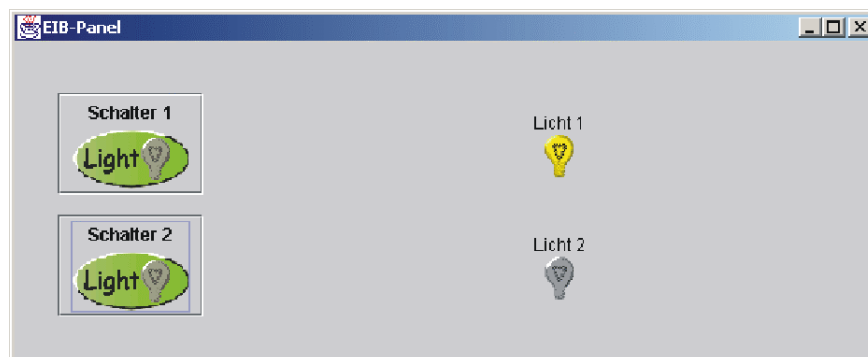 EIB-Panel
Schalter 1
Light
Licht 1
Schalter 2
Light
Licht 2